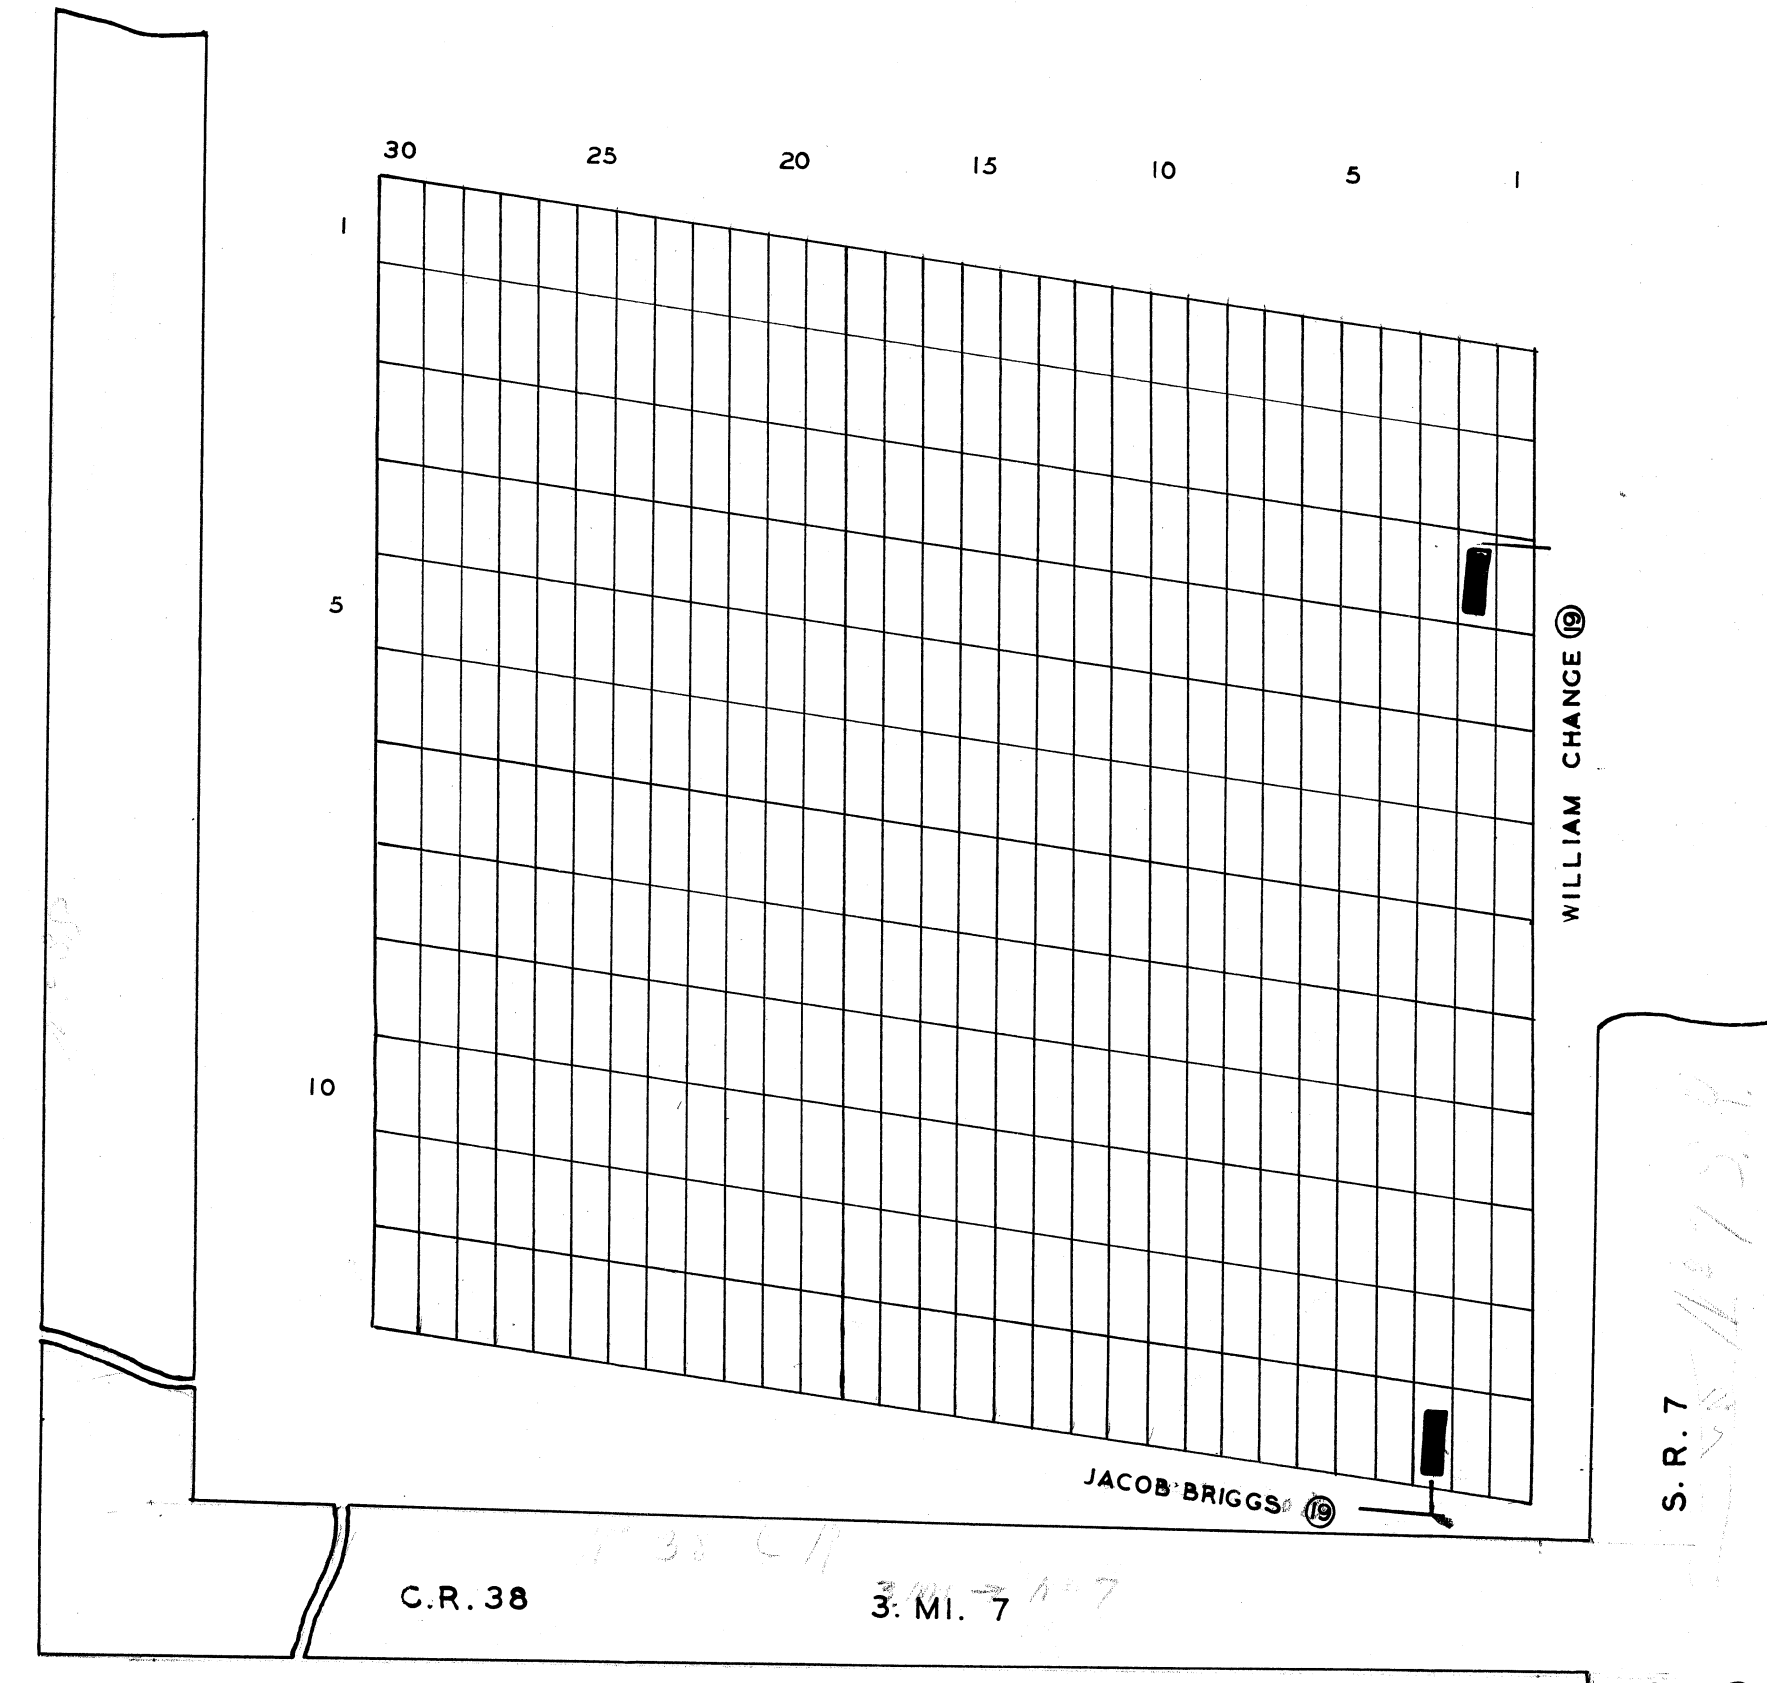 30 25 20 15 10 5 1
1
5
10
WILLIAM CHANCE 19
JACOB BRIGGS 19
S. R. 7
C.R. 38 3. MI. 7